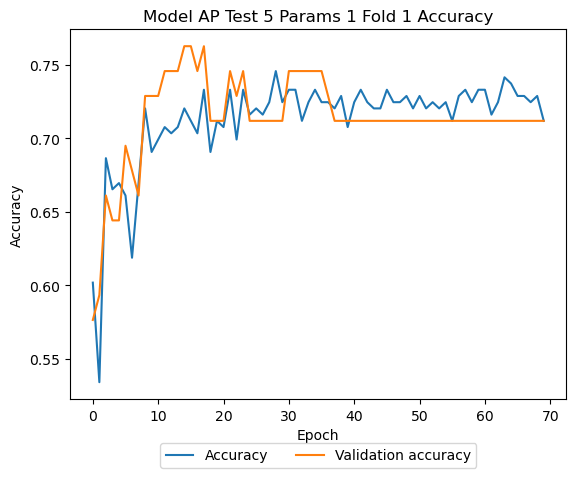 Model AP Test 5 Params 1 Fold 1 Accuracy
Accuracy
0.75
0.70
0.65
0.60
0.55
0 10 20 30 40 50 60 70
Epoch
Accuracy Validation accuracy